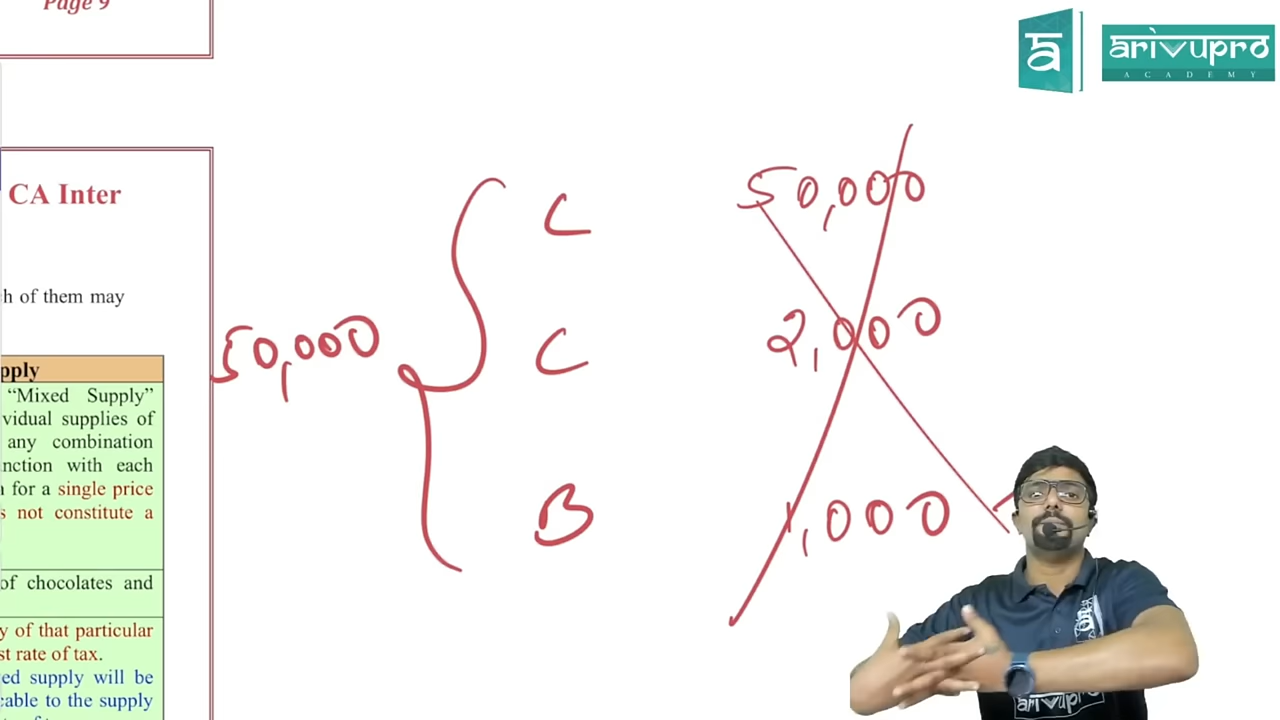 Page 9
arivupro
ACADEMY
CA Inter
ch of them may
pply
"Mixed Supply"
vidual supplies of
any combination
nction with each
for a single price
s not constitute a
of chocolates and
y of that particular
st rate of tax.
ed supply will be
cable to the supply
50,000
C
C
B
50,000
2,000
1,000
arivupro